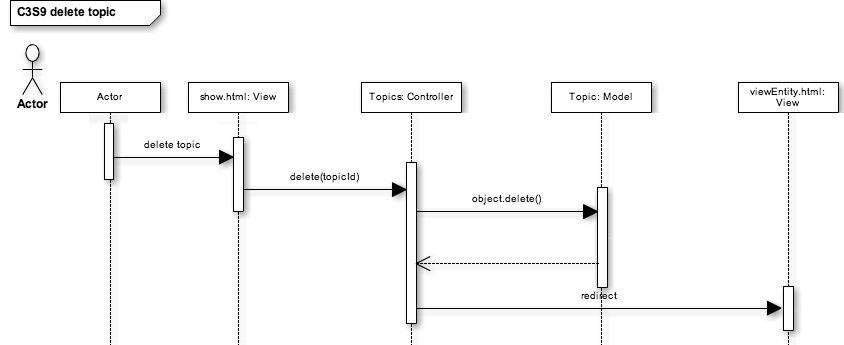 C3S9 delete topic
Actor
Actor
show.html: View
Topics: Controller
Topic: Model
viewEntity.html:
View
delete topic
delete(topicId)
object.delete()
redirect